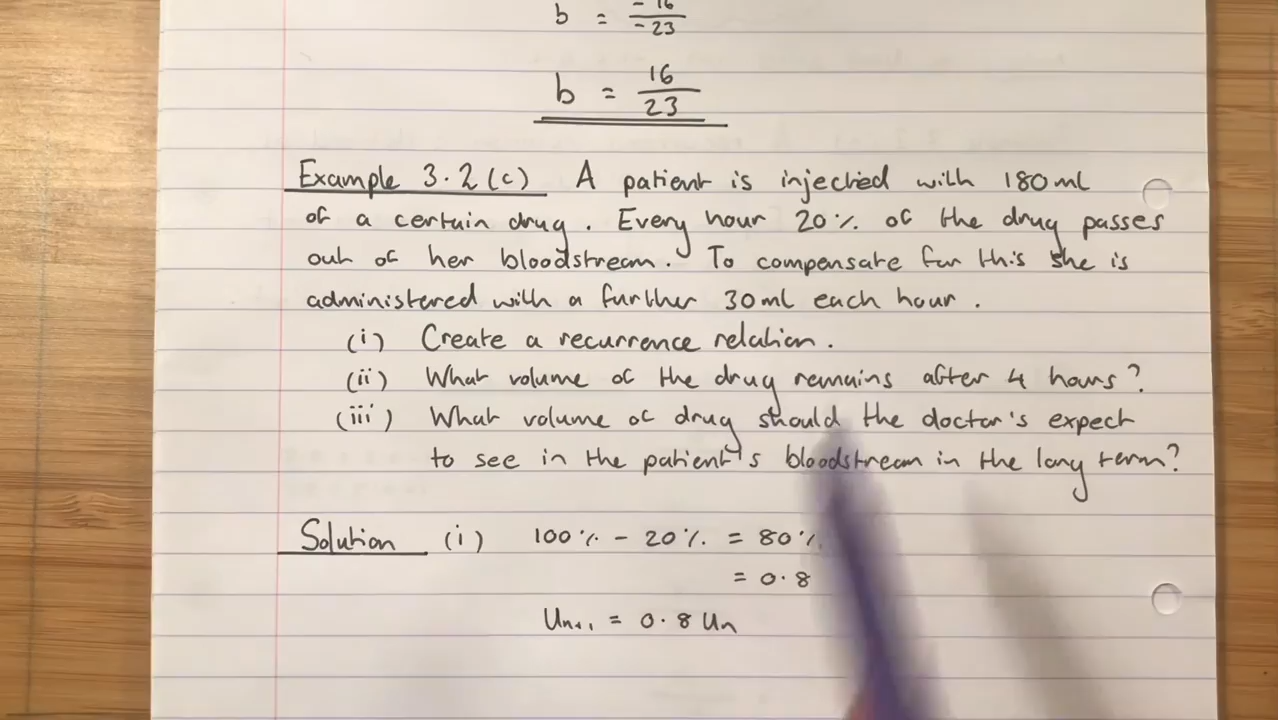 b = -16/-23
b = 16/23
Example 3.2(c) A patient is injected with 180ml
of a certain drug. Every hour 20% of the drug passes
out of her bloodstream. To compensate for this she is
administered with a further 30ml each hour.
(i) Create a recurrence relation.
(ii) What volume of the drug remains after 4 hours?
(iii) What volume of drug should the doctor's expect
to see in the patient's bloodstream in the long term?
Solution (i) 100% - 20% = 80%
= 0.8
Un+1 = 0.8 Un